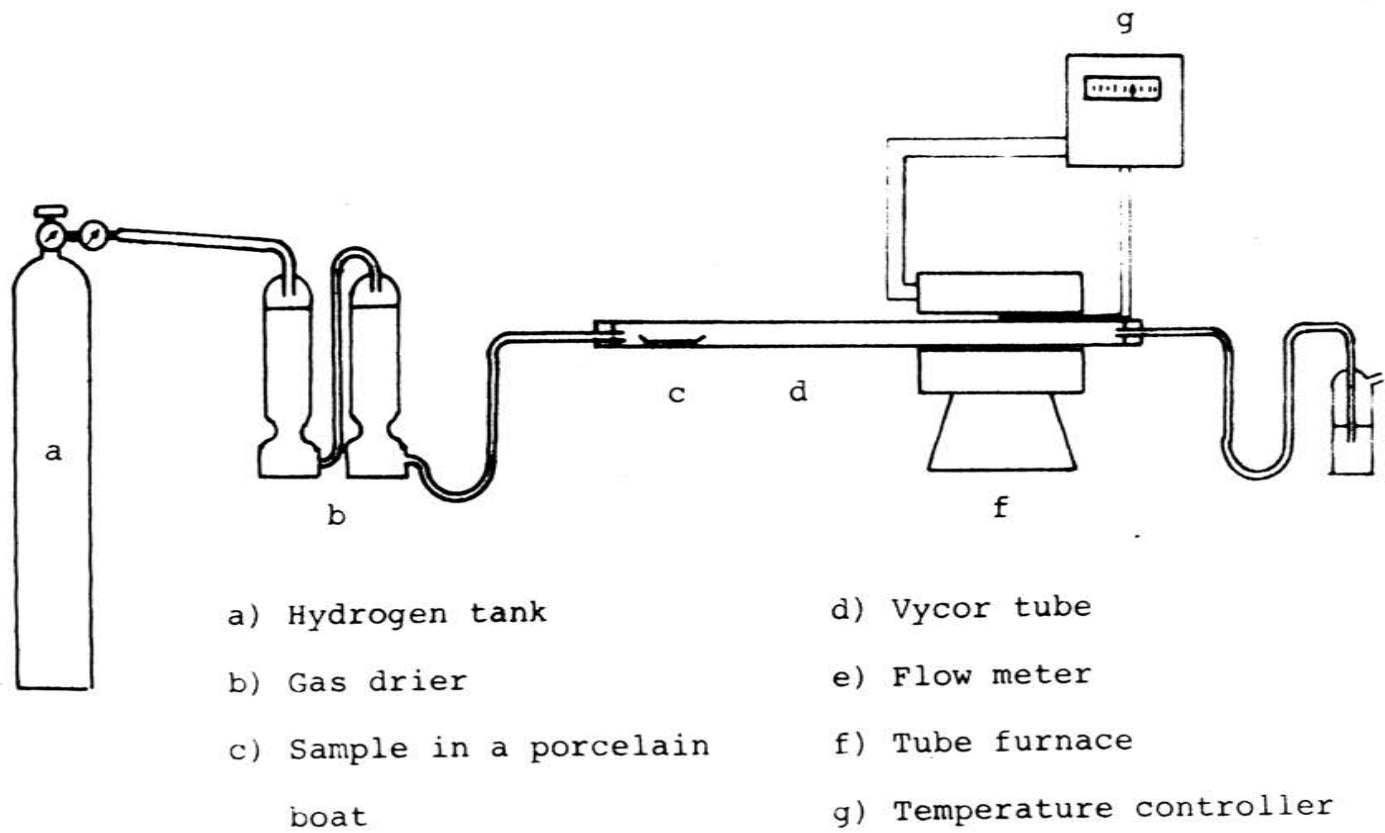 g
c
d
a
b
f
a) Hydrogen tank
b) Gas drier
c) Sample in a porcelain
boat
d) Vycor tube
e) Flow meter
f) Tube furnace
g) Temperature controller